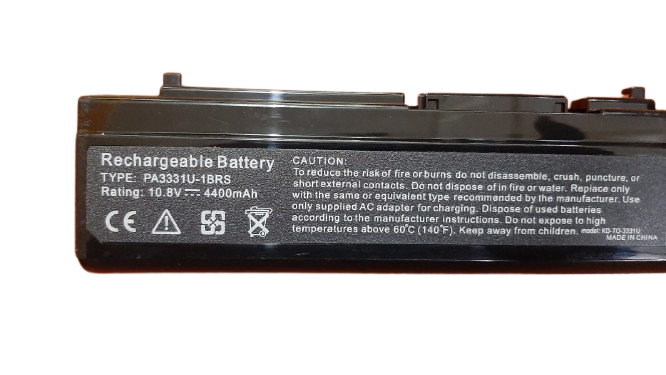 Rechargeable Battery
TYPE: PA3331U-1BRS
Rating: 10.8V⎓ 4400mAh
CE
CAUTION:
To reduce the risk of fire or burns do not disassemble, crush, puncture, or
short external contacts. Do not dispose of in fire or water. Replace only
with the same or equivalent type recommended by the manufacturer. Use
only supplied AC adapter for charging. Dispose of used batteries
according to the manufacturer instructions. Do not expose to high
temperatures above 60°C (140°F). Keep away from children. model: KD-TO-3331U
MADE IN CHINA